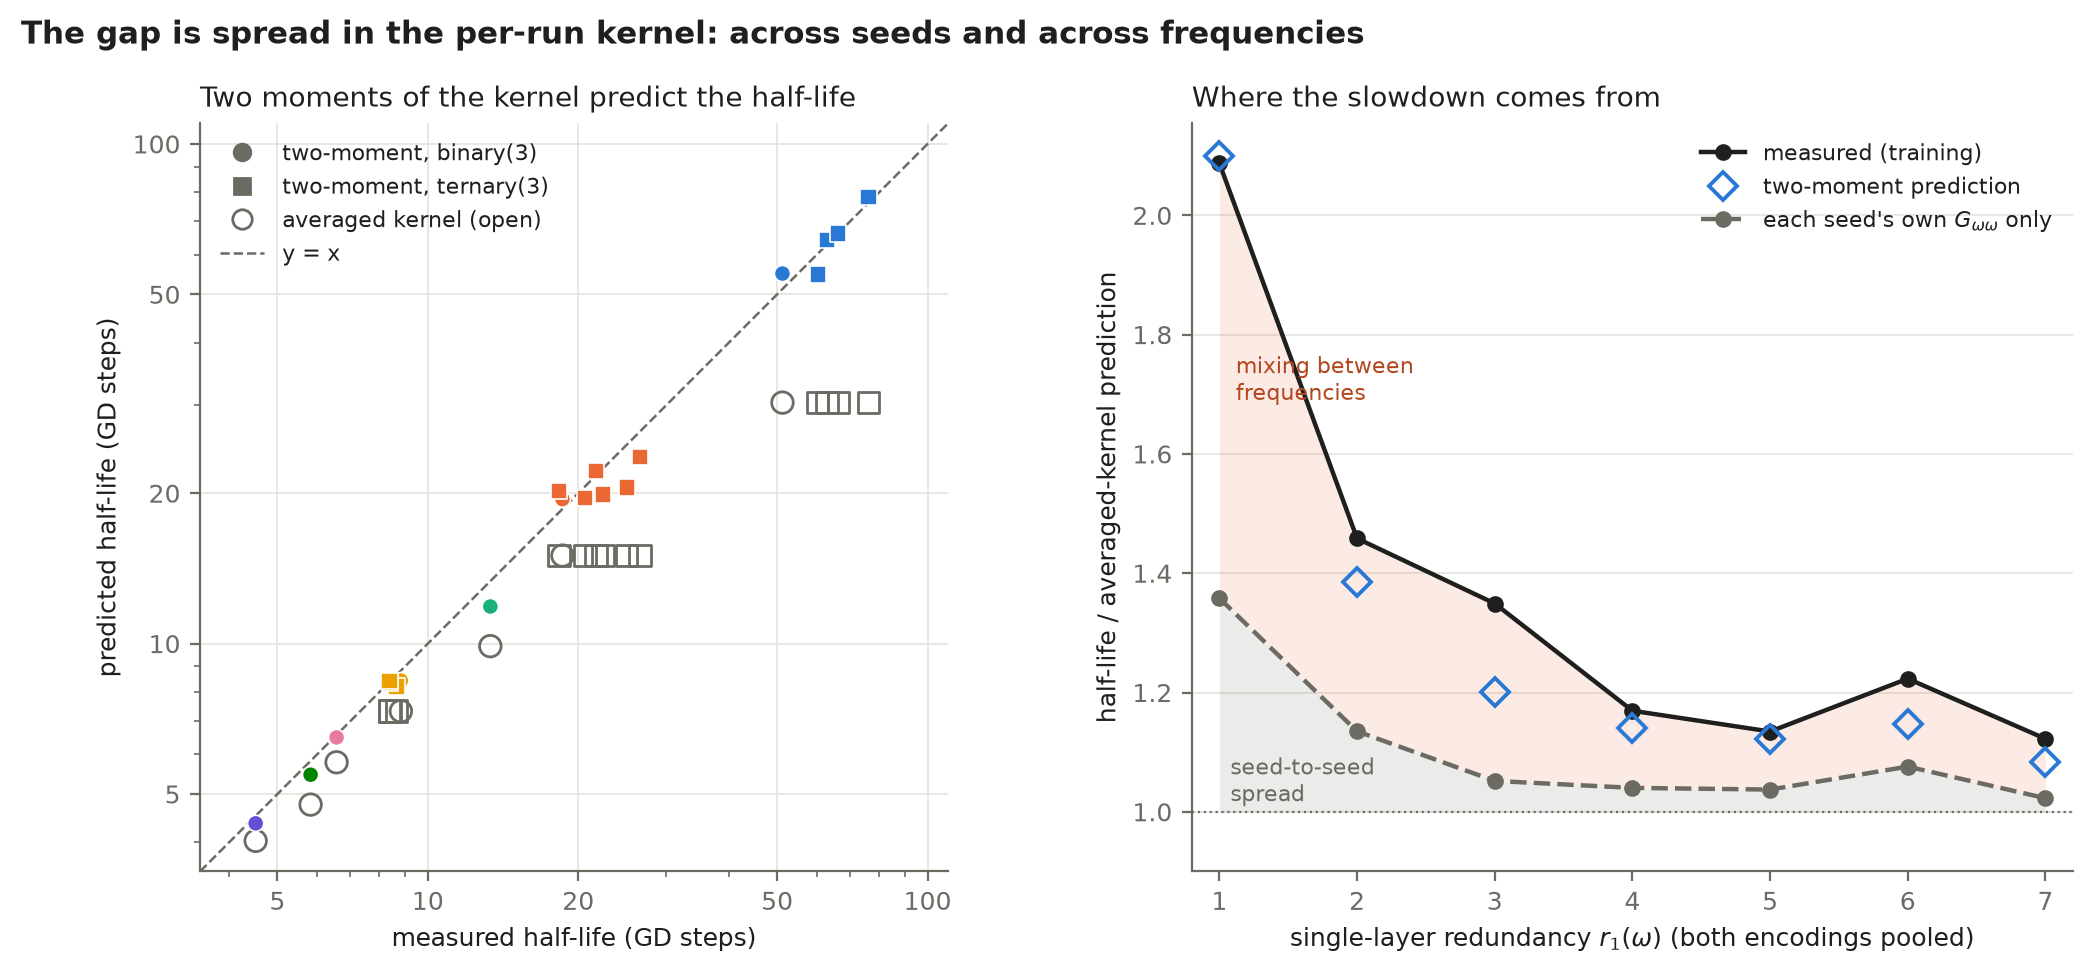 The gap is spread in the per-run kernel: across seeds and across frequencies
Two moments of the kernel predict the half-life
two-moment, binary(3)
two-moment, ternary(3)
averaged kernel (open)
y = x
predicted half-life (GD steps)
100
50
20
10
5
5
10
20
50
100
measured half-life (GD steps)
Where the slowdown comes from
measured (training)
two-moment prediction
each seed's own $G_{\omega\omega}$ only
half-life / averaged-kernel prediction
2.0
1.8
1.6
1.4
1.2
1.0
mixing between
frequencies
seed-to-seed
spread
1
2
3
4
5
6
7
single-layer redundancy $r_1(\omega)$ (both encodings pooled)